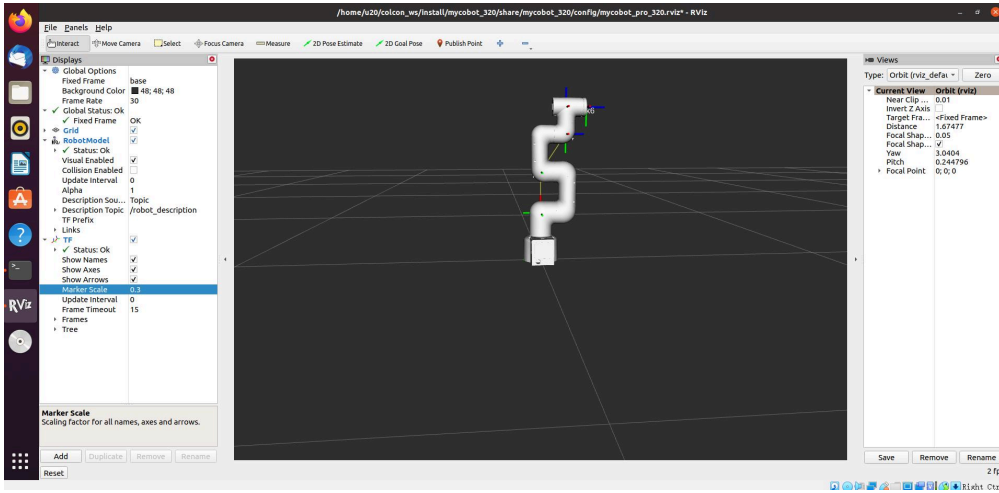 /home/u20/colcon_ws/install/mycobot_320/share/mycobot_320/config/mycobot_pro_320.rviz* - RViz
File Panels Help
Interact Move Camera Select Focus Camera Measure 2D Pose Estimate 2D Goal Pose Publish Point
Displays
Global Options
Fixed Frame base
Background Color 48; 48; 48
Frame Rate 30
Global Status: Ok
Fixed Frame OK
Grid
RobotModel
Status: Ok
Visual Enabled
Collision Enabled
Update Interval 0
Alpha 1
Description Sou... Topic
Description Topic /robot_description
TF Prefix
Links
TF
Status: Ok
Show Names
Show Axes
Show Arrows
Marker Scale 0.3
Update Interval 0
Frame Timeout 15
Frames
Tree
Marker Scale
Scaling factor for all names, axes and arrows.
Add Duplicate Remove Rename
Reset
RViz
Views
Type: Orbit (rviz_defau Zero
Current View Orbit (rviz)
Near Clip ... 0.01
Invert Z Axis
Target Fra... <Fixed Frame>
Distance 1.67477
Focal Shap... 0.05
Focal Shap...
Yaw 3.0404
Pitch 0.244796
Focal Point 0; 0; 0
Save Remove Rename
2 fp
Right Ctr